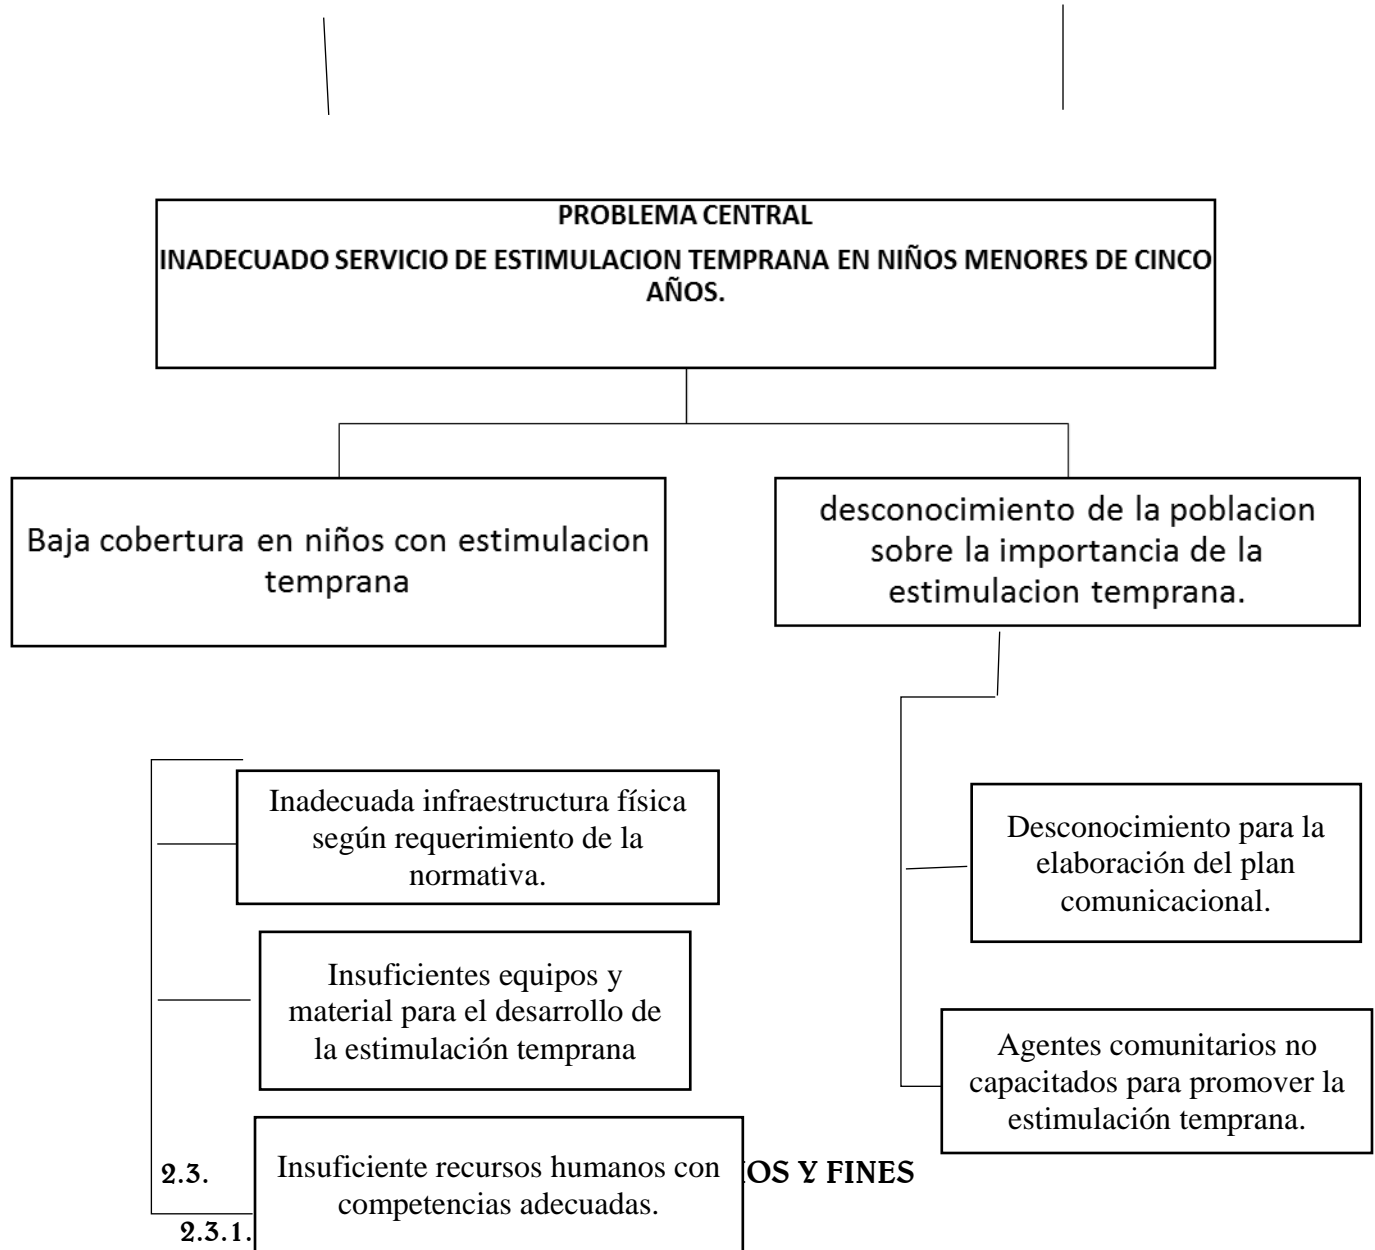 PROBLEMA CENTRAL
INADECUADO SERVICIO DE ESTIMULACION TEMPRANA EN NIÑOS MENORES DE CINCO
AÑOS.
Baja cobertura en niños con estimulacion
temprana
desconocimiento de la poblacion
sobre la importancia de la
estimulacion temprana.
Inadecuada infraestructura física
según requerimiento de la
normativa.
Insuficientes equipos y
material para el desarrollo de
la estimulación temprana
Insuficiente recursos humanos con
competencias adecuadas.
Desconocimiento para la
elaboración del plan
comunicacional.
Agentes comunitarios no
capacitados para promover la
estimulación temprana.
2.3. OS Y FINES
2.3.1.